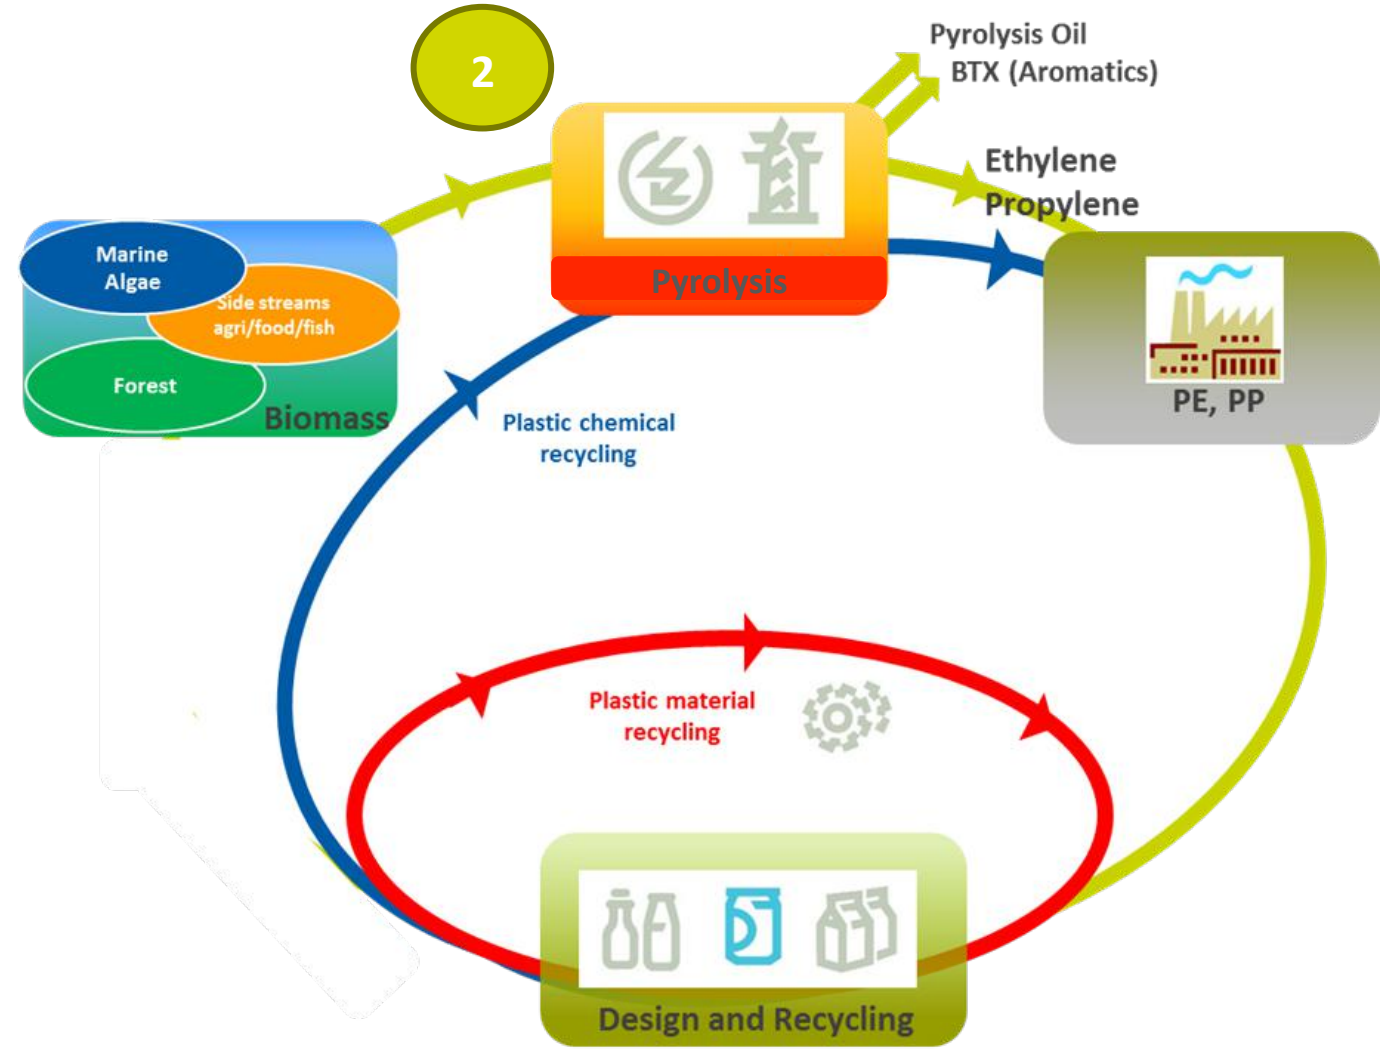 2
Pyrolysis Oil
BTX (Aromatics)
Ethylene
Propylene
Marine
Algae
Side streams
agri/food/fish
Forest
Biomass
Pyrolysis
PE, PP
Plastic chemical
recycling
Plastic material
recycling
Design and Recycling